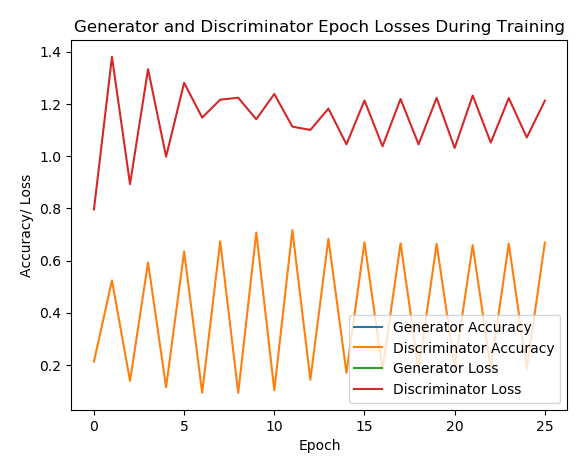 Generator and Discriminator Epoch Losses During Training
1.4
1.2
1.0
0.8
0.6
0.4
0.2
Accuracy/ Loss
Generator Accuracy
Discriminator Accuracy
Generator Loss
Discriminator Loss
0 5 10 15 20 25
Epoch